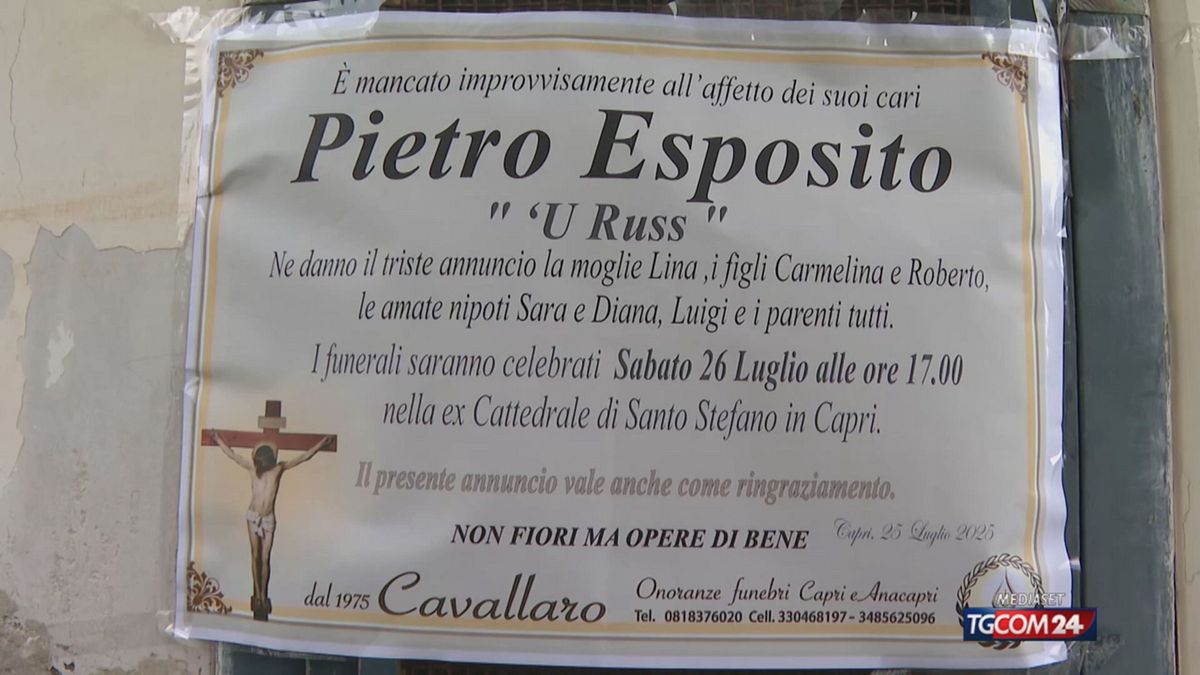 È mancato improvvisamente all'affetto dei suoi cari
Pietro Esposito
" 'U Russ "
Ne danno il triste annuncio la moglie Lina ,i figli Carmelina e Roberto,
le amate nipoti Sara e Diana, Luigi e i parenti tutti.
I funerali saranno celebrati Sabato 26 Luglio alle ore 17.00
nella ex Cattedrale di Santo Stefano in Capri.
Il presente annuncio vale anche come ringraziamento.
NON FIORI MA OPERE DI BENE
Capri, 25 Luglio 2025
dal 1975 Cavallaro
Onoranze funebri Capri e Anacapri
Tel. 0818376020 Cell. 330468197 - 3485625096
MEDIASET
TGCOM24